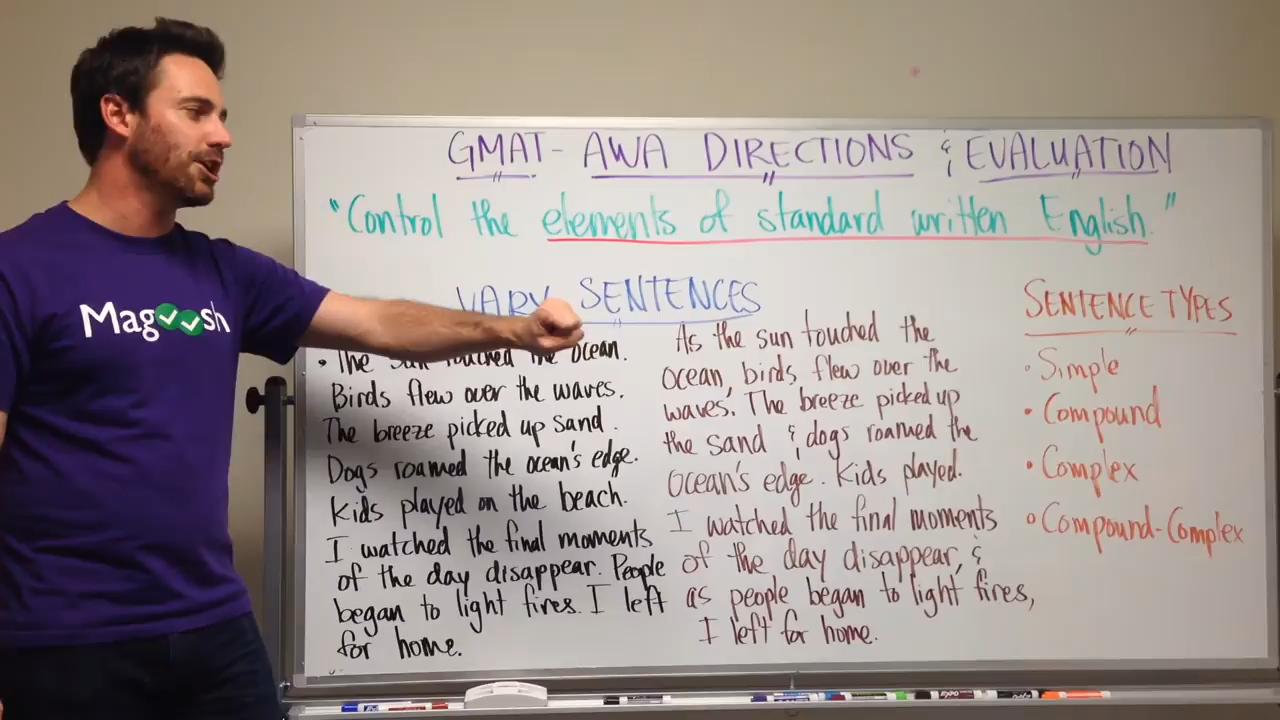 Magoosh
GMAT- AWA DIRECTIONS & EVALUATION
"Control the elements of standard written English."
VARY SENTENCES
• The sun touched the ocean.
Birds flew over the waves.
The breeze picked up sand.
Dogs roamed the ocean's edge.
Kids played on the beach.
I watched the final moments
of the day disappear. People
began to light fires. I left
for home.
As the sun touched the
ocean, birds flew over the
waves. The breeze picked up
the sand & dogs roamed the
ocean's edge. Kids played.
I watched the final moments
of the day disappear, &
as people began to light fires,
I left for home.
SENTENCE TYPES
• Simple
• Compound
• Complex
• Compound-Complex
EXPO